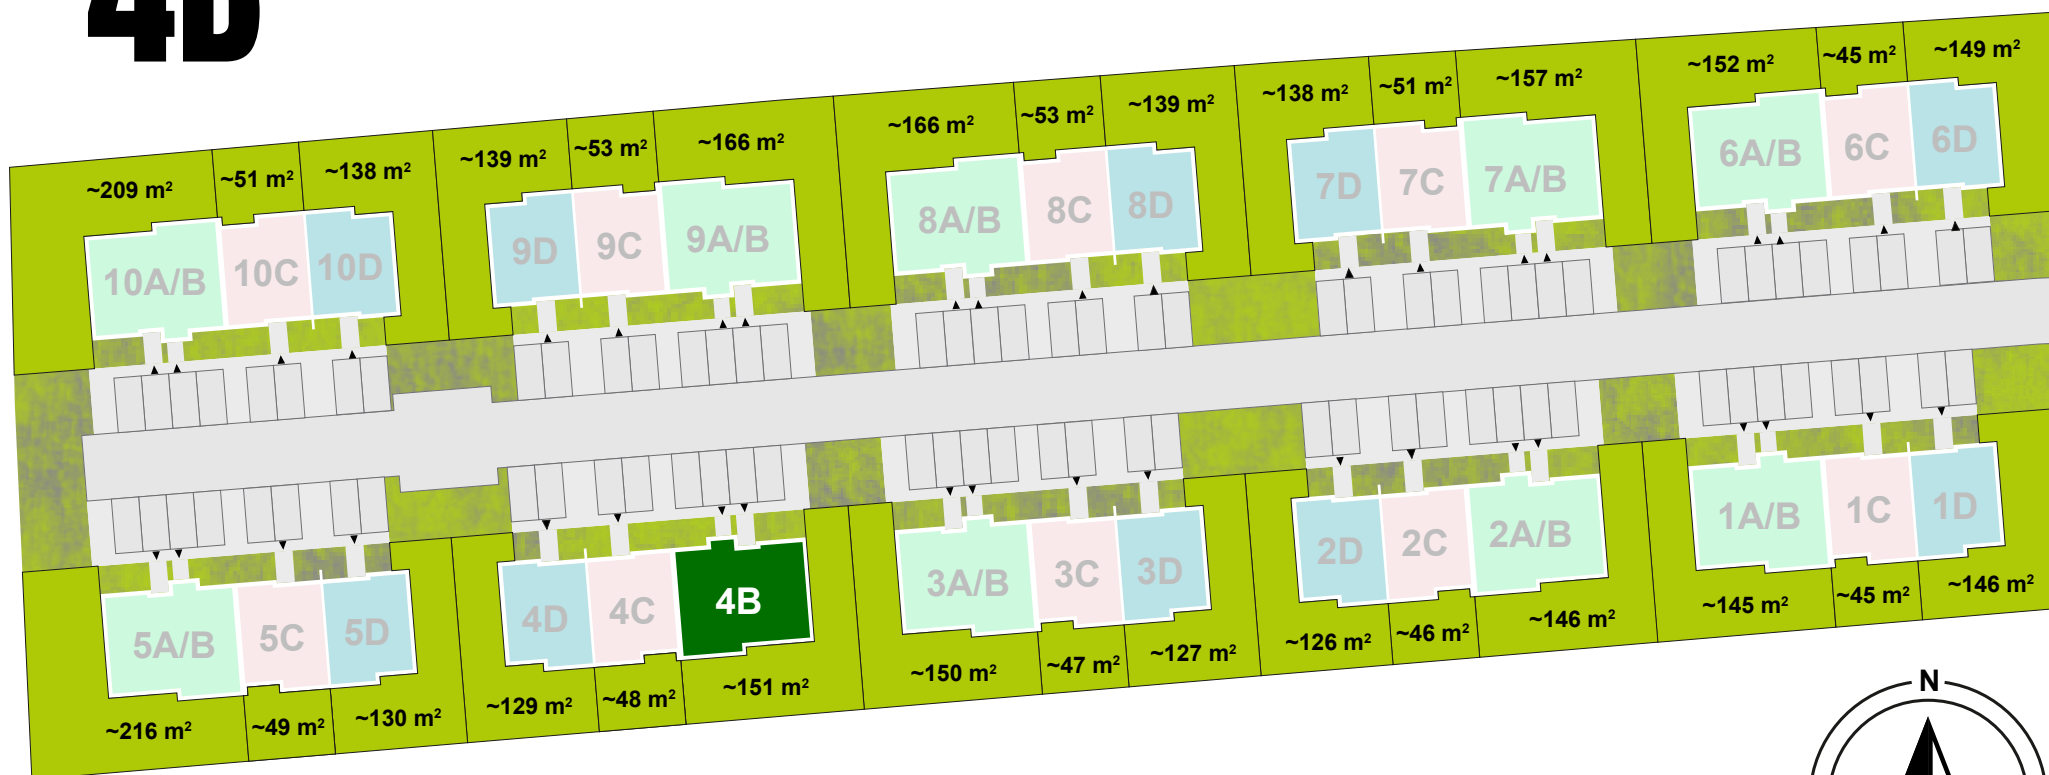 ~209 m²
~51 m²
~138 m²
~139 m²
~53 m²
~166 m²
~166 m²
~53 m²
~139 m²
~138 m²
~51 m²
~157 m²
~152 m²
~45 m²
~149 m²
10A/B
10C
10D
9D
9C
9A/B
8A/B
8C
8D
7D
7C
7A/B
6A/B
6C
6D
5A/B
5C
5D
4D
4C
4B
3A/B
3C
3D
2D
2C
2A/B
1A/B
1C
1D
~216 m²
~49 m²
~130 m²
~129 m²
~48 m²
~151 m²
~150 m²
~47 m²
~127 m²
~126 m²
~46 m²
~146 m²
~145 m²
~45 m²
~146 m²
N